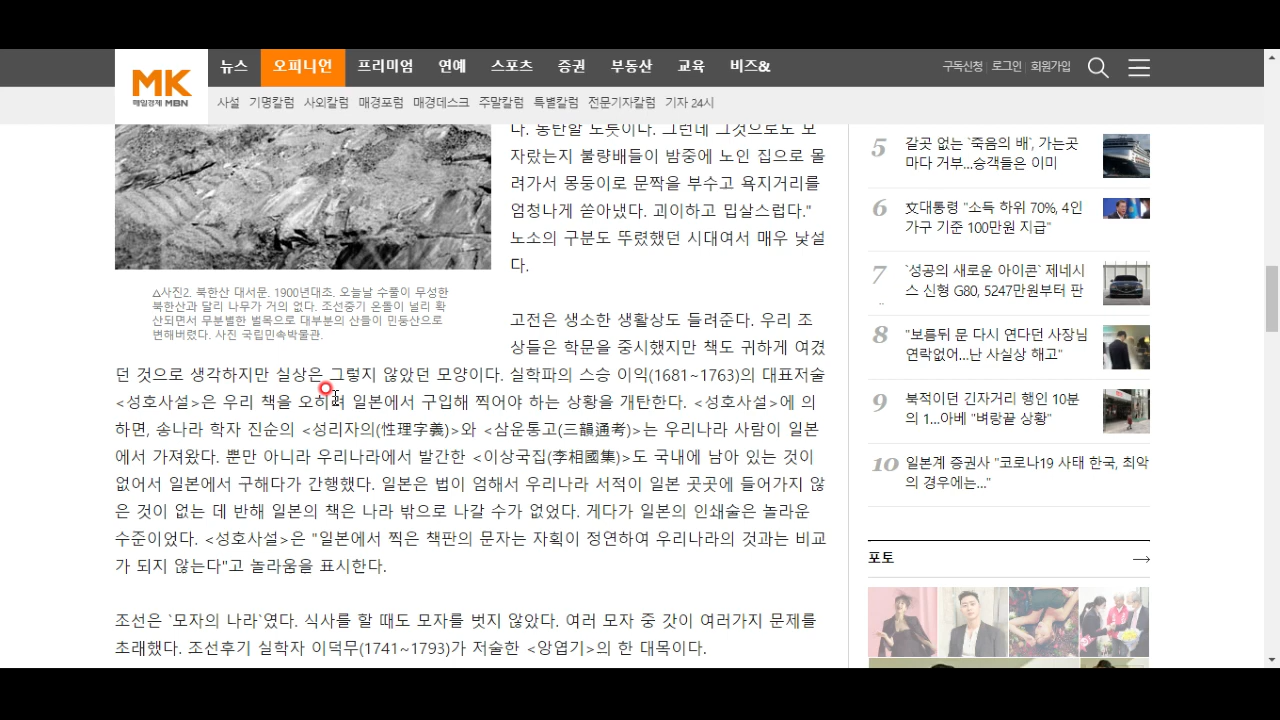 뉴스 오피니언 프리미엄 연예 스포츠 증권 부동산 교육 비즈&
구독신청 로그인 회원가입
MK
매일경제 MBN
사설 기명칼럼 사외칼럼 매경포럼 매경데스크 주말칼럼 특별칼럼 전문기자칼럼 기자 24시
다. 통탄할 노릇이다. 그런데 그것으로도 모
자랐는지 불량배들이 밤중에 노인 집으로 몰
려가서 몽둥이로 문짝을 부수고 욕지거리를
엄청나게 쏟아냈다. 괴이하고 밉살스럽다."
노소의 구분도 뚜렸했던 시대여서 매우 낯설
다.
△사진2. 북한산 대서문. 1900년대초. 오늘날 수풀이 무성한
북한산과 달리 나무가 거의 없다. 조선중기 온돌이 널리 확
산되면서 무분별한 벌목으로 대부분의 산들이 민둥산으로
변해버렸다. 사진 국립민속박물관.
고전은 생소한 생활상도 들려준다. 우리 조
상들은 학문을 중시했지만 책도 귀하게 여겼
던 것으로 생각하지만 실상은 그렇지 않았던 모양이다. 실학파의 스승 이익(1681~1763)의 대표저술
<성호사설>은 우리 책을 오히려 일본에서 구입해 찍어야 하는 상황을 개탄한다. <성호사설>에 의
하면, 송나라 학자 진순의 <성리자의(性理字義)>와 <삼운통고(三韻通考)>는 우리나라 사람이 일본
에서 가져왔다. 뿐만 아니라 우리나라에서 발간한 <이상국집(李相國集)>도 국내에 남아 있는 것이
없어서 일본에서 구해다가 간행했다. 일본은 법이 엄해서 우리나라 서적이 일본 곳곳에 들어가지 않
은 것이 없는 데 반해 일본의 책은 나라 밖으로 나갈 수가 없었다. 게다가 일본의 인쇄술은 놀라운
수준이었다. <성호사설>은 "일본에서 찍은 책판의 문자는 자획이 정연하여 우리나라의 것과는 비교
가 되지 않는다"고 놀라움을 표시한다.
조선은 `모자의 나라`였다. 식사를 할 때도 모자를 벗지 않았다. 여러 모자 중 갓이 여러가지 문제를
초래했다. 조선후기 실학자 이덕무(1741~1793)가 저술한 <앙엽기>의 한 대목이다.
5 갈곳 없는 `죽음의 배`, 가는곳
마다 거부...승객들은 이미
6 文대통령 "소득 하위 70%, 4인
가구 기준 100만원 지급"
7 `성공의 새로운 아이콘` 제네시
스 신형 G80, 5247만원부터 판
..
8 "보름뒤 문 다시 연다던 사장님
연락없어...난 사실상 해고"
9 북적이던 긴자거리 행인 10분
의 1...아베 "벼랑끝 상황"
10 일본계 증권사 "코로나19 사태 한국, 최악
의 경우에는..."
포토